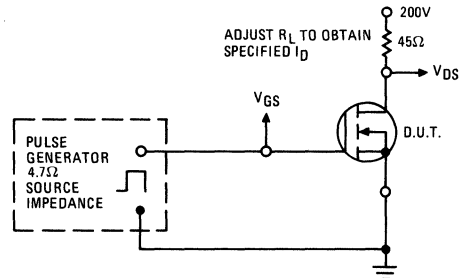 200V
ADJUST RL TO OBTAIN
SPECIFIED ID
45Ω
VDS
VGS
D.U.T.
PULSE
GENERATOR
4.7Ω
SOURCE
IMPEDANCE